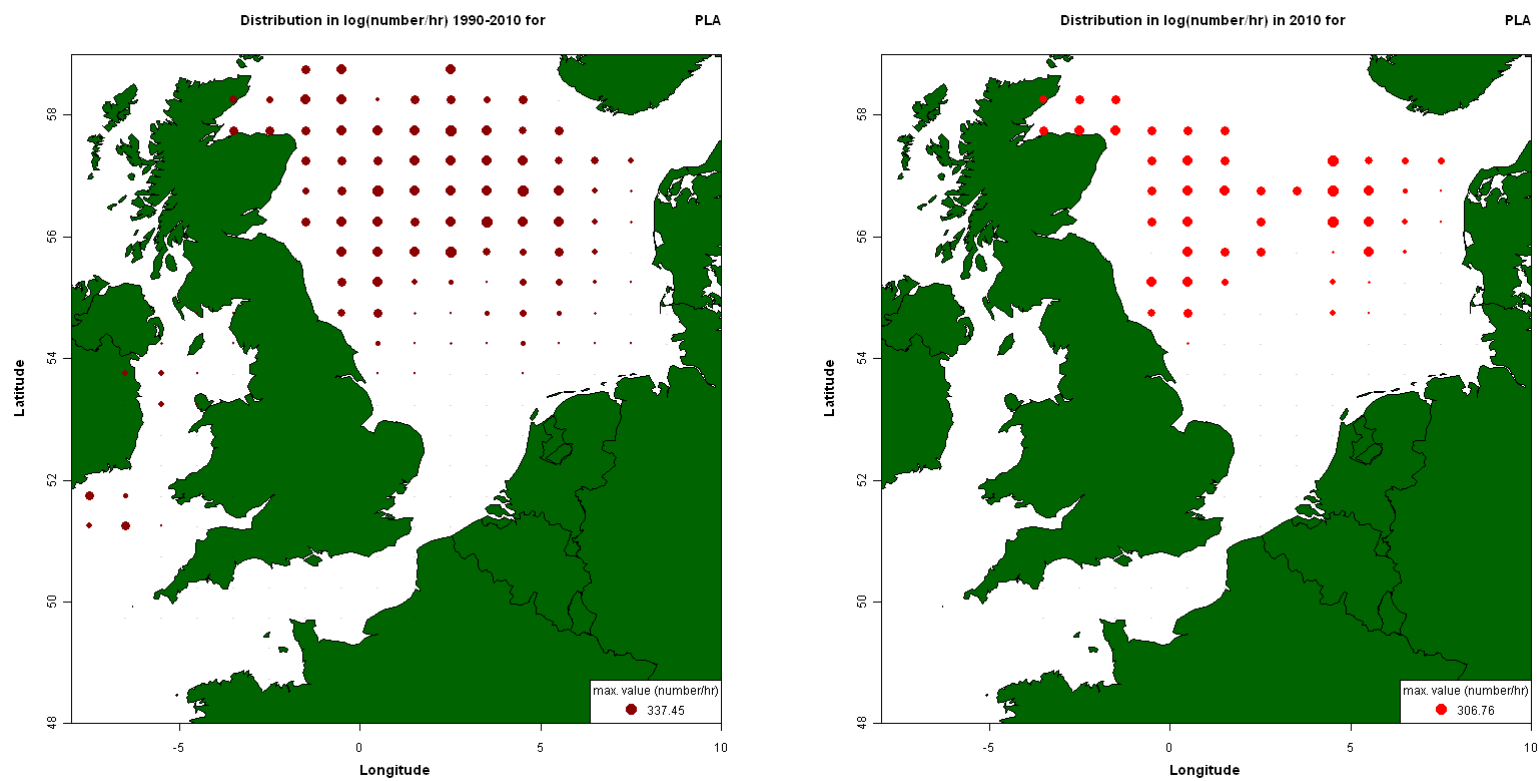 Distribution in log(number/hr) 1990-2010 for PLA
58
56
54
52
50
48
Latitude
-5
0
5
10
Longitude
max. value (number/hr)
337.45
Distribution in log(number/hr) in 2010 for PLA
58
56
54
52
50
48
Latitude
-5
0
5
10
Longitude
max. value (number/hr)
306.76